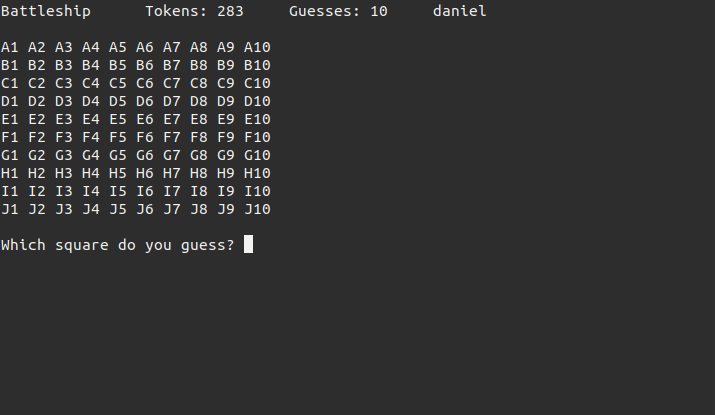 Battleship      Tokens: 283     Guesses: 10     daniel
A1 A2 A3 A4 A5 A6 A7 A8 A9 A10
B1 B2 B3 B4 B5 B6 B7 B8 B9 B10
C1 C2 C3 C4 C5 C6 C7 C8 C9 C10
D1 D2 D3 D4 D5 D6 D7 D8 D9 D10
E1 E2 E3 E4 E5 E6 E7 E8 E9 E10
F1 F2 F3 F4 F5 F6 F7 F8 F9 F10
G1 G2 G3 G4 G5 G6 G7 G8 G9 G10
H1 H2 H3 H4 H5 H6 H7 H8 H9 H10
I1 I2 I3 I4 I5 I6 I7 I8 I9 I10
J1 J2 J3 J4 J5 J6 J7 J8 J9 J10
Which square do you guess?